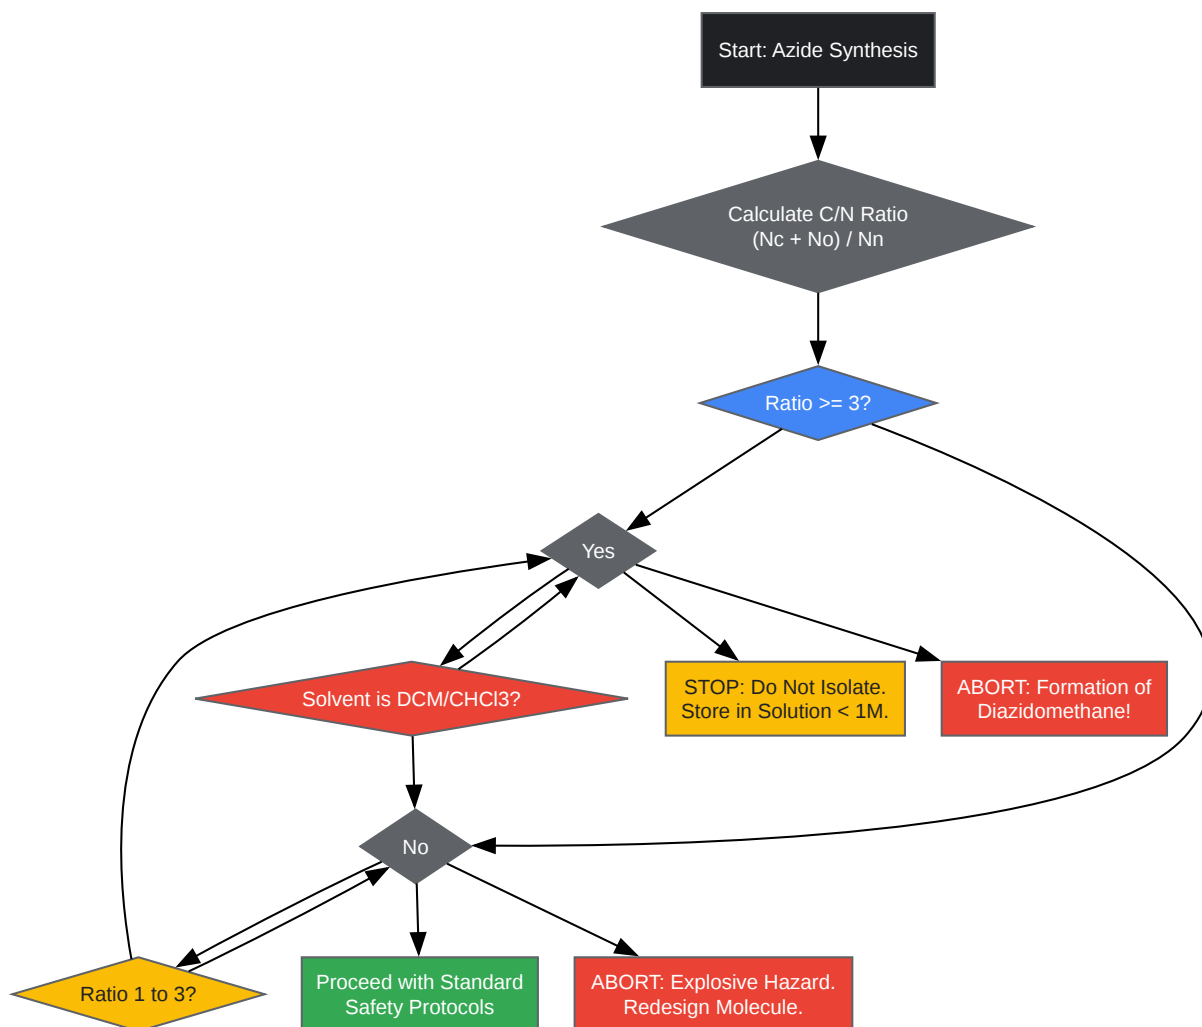 Start: Azide Synthesis
Calculate C/N Ratio
(Nc + No) / Nn
Ratio >= 3?
Yes
Solvent is DCM/CHCl3?
STOP: Do Not Isolate.
Store in Solution < 1M.
ABORT: Formation of
Diazidomethane!
No
Ratio 1 to 3?
Proceed with Standard
Safety Protocols
ABORT: Explosive Hazard.
Redesign Molecule.